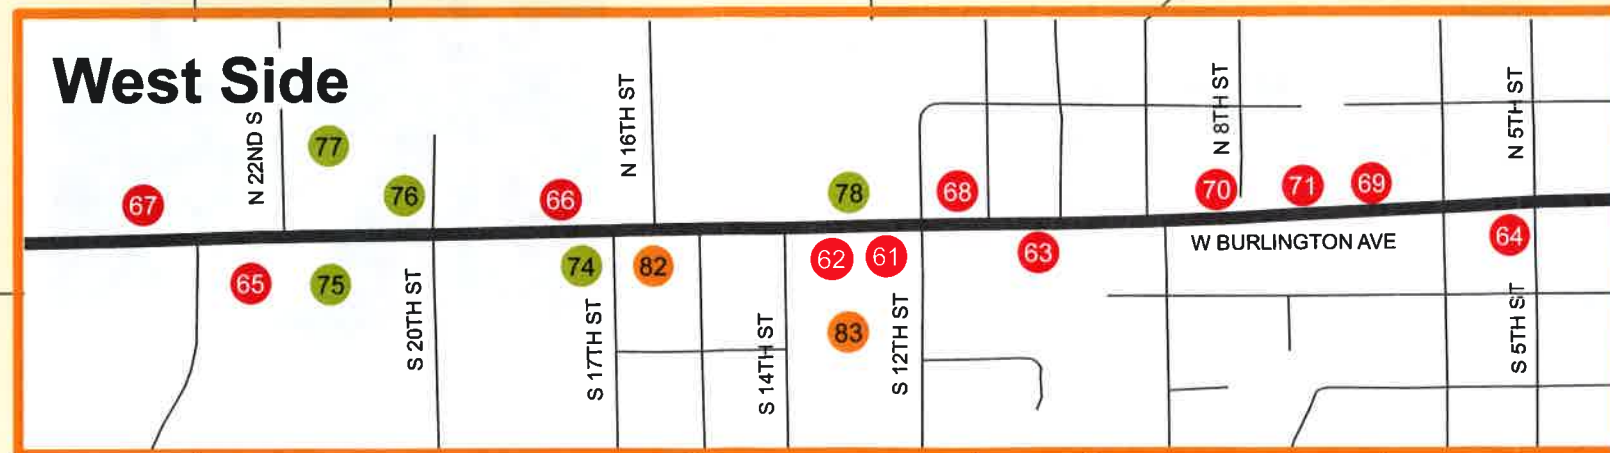 West Side
N 22ND S
N 16TH ST
N 8TH ST
N 5TH ST
77
76
67
66
78
68
70
71
69
65
75
74
82
62
61
63
W BURLINGTON AVE
64
83
S 20TH ST
S 17TH ST
S 14TH ST
S 12TH ST
S 5TH ST